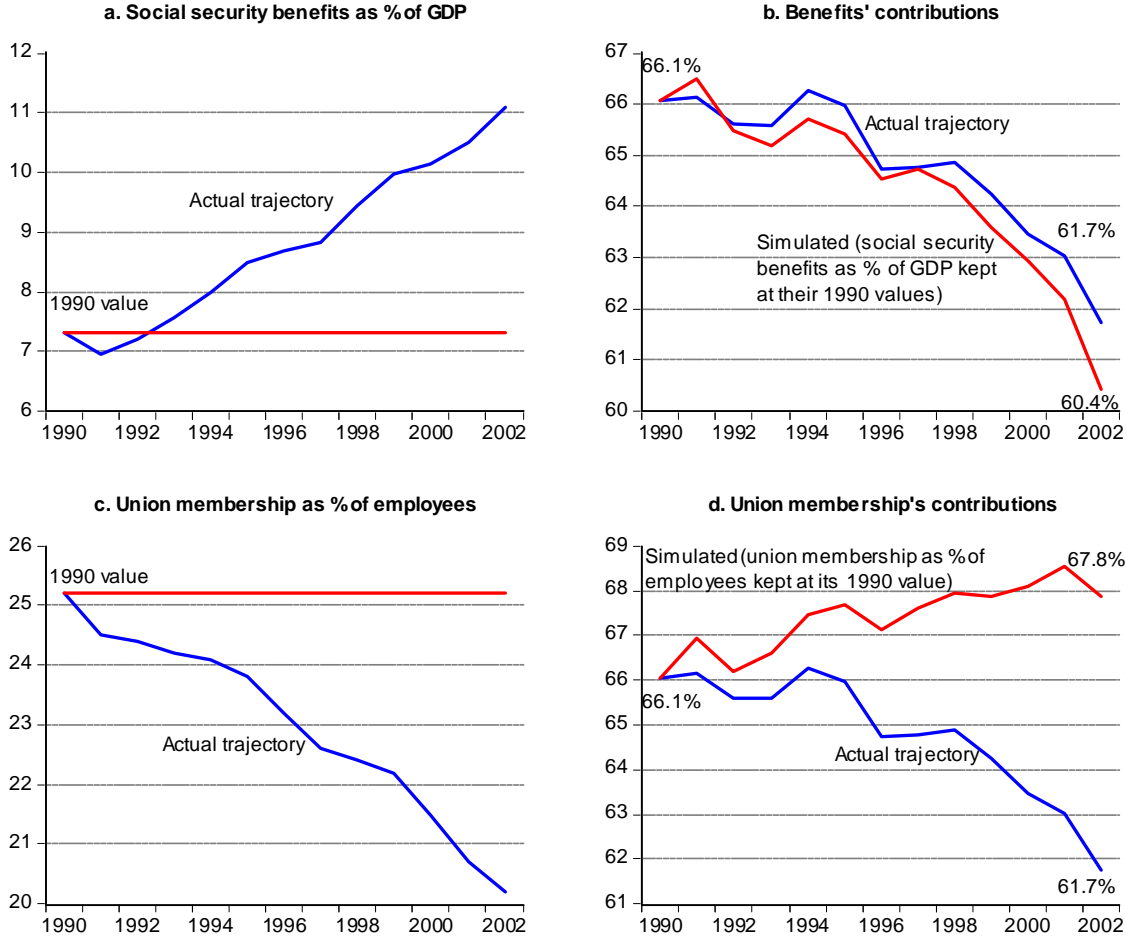 a. Social security benefits as % of GDP
12
11
10
9
8
7
6
Actual trajectory
1990 value
1990 1992 1994 1996 1998 2000 2002
b. Benefits' contributions
67
66
65
64
63
62
61
60
66.1%
Actual trajectory
61.7%
Simulated (social security
benefits as % of GDP kept
at their 1990 values)
60.4%
1990 1992 1994 1996 1998 2000 2002
c. Union membership as % of employees
26
25
24
23
22
21
20
1990 value
Actual trajectory
1990 1992 1994 1996 1998 2000 2002
d. Union membership's contributions
69
68
67
66
65
64
63
62
61
Simulated (union membership as % of
employees kept at its 1990 value)
67.8%
66.1%
Actual trajectory
61.7%
1990 1992 1994 1996 1998 2000 2002